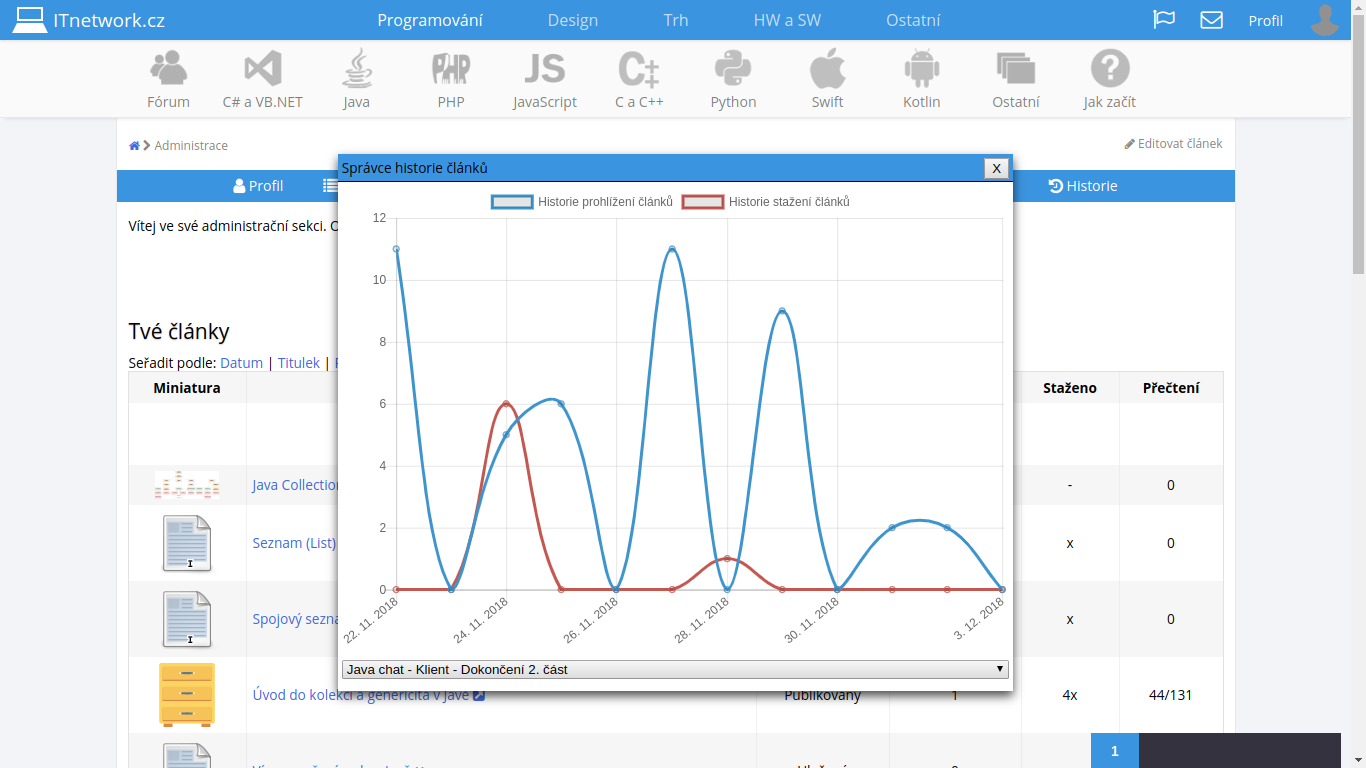 ITnetwork.cz Programování Design Trh HW a SW Ostatní Profil
PHP JS
Fórum C# a VB.NET Java PHP JavaScript C a C++ Python Swift Kotlin Ostatní Jak začít
Administrace Editovat článek
Správce historie článků X
Profil Historie
Historie prohlížení článků Historie stažení článků
Vítej ve své administrační sekci.
12
10
8
6
4
2
0
22. 11. 2018 24. 11. 2018 26. 11. 2018 28. 11. 2018 30. 11. 2018 3. 12. 2018
Java chat - Klient - Dokončení 2. část
Tvé články
Seřadit podle: Datum | Titulek |
Miniatura Staženo Přečtení
Java Collection - 0
Seznam (List) x 0
Spojový sezna x 0
Úvod do kolekcí a genericita v Javě Publikovaný 1 4x 44/131
1